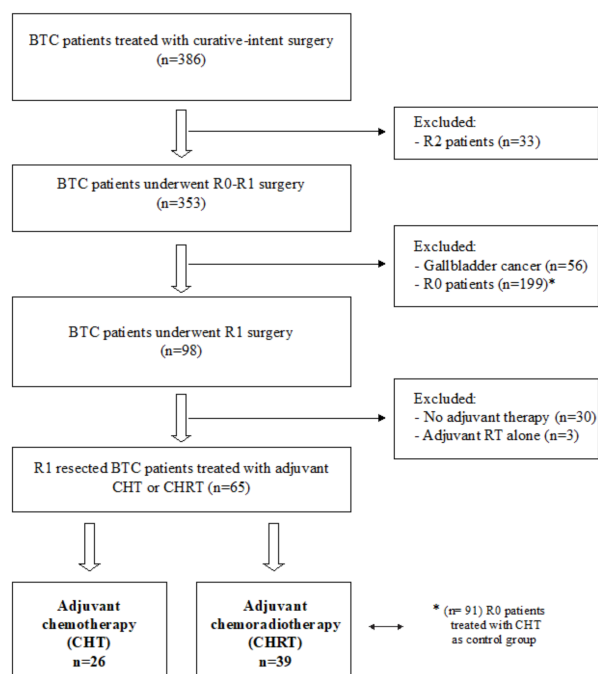 BTC patients treated with curative-intent surgery
(n=386)
Excluded:
- R2 patients (n=33)
BTC patients underwent R0-R1 surgery
(n=353)
Excluded:
- Gallbladder cancer (n=56)
- R0 patients (n=199)*
BTC patients underwent R1 surgery
(n=98)
Excluded:
- No adjuvant therapy (n=30)
- Adjuvant RT alone (n=3)
R1 resected BTC patients treated with adjuvant
CHT or CHRT (n=65)
Adjuvant
chemotherapy
(CHT)
n=26
Adjuvant
chemoradiotherapy
(CHRT)
n=39
* (n= 91) R0 patients
treated with CHT
as control group